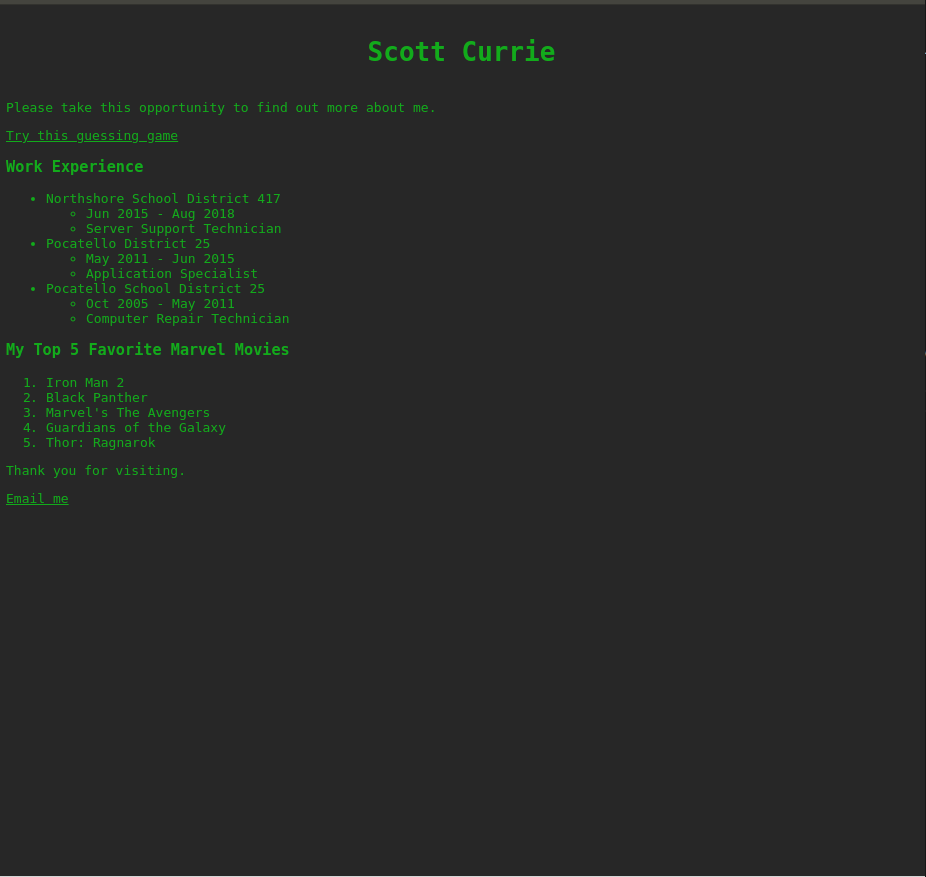 Scott Currie
Please take this opportunity to find out more about me.
Try this guessing game
Work Experience
• Northshore School District 417
◦ Jun 2015 - Aug 2018
◦ Server Support Technician
• Pocatello District 25
◦ May 2011 - Jun 2015
◦ Application Specialist
• Pocatello School District 25
◦ Oct 2005 - May 2011
◦ Computer Repair Technician
My Top 5 Favorite Marvel Movies
1. Iron Man 2
2. Black Panther
3. Marvel's The Avengers
4. Guardians of the Galaxy
5. Thor: Ragnarok
Thank you for visiting.
Email me